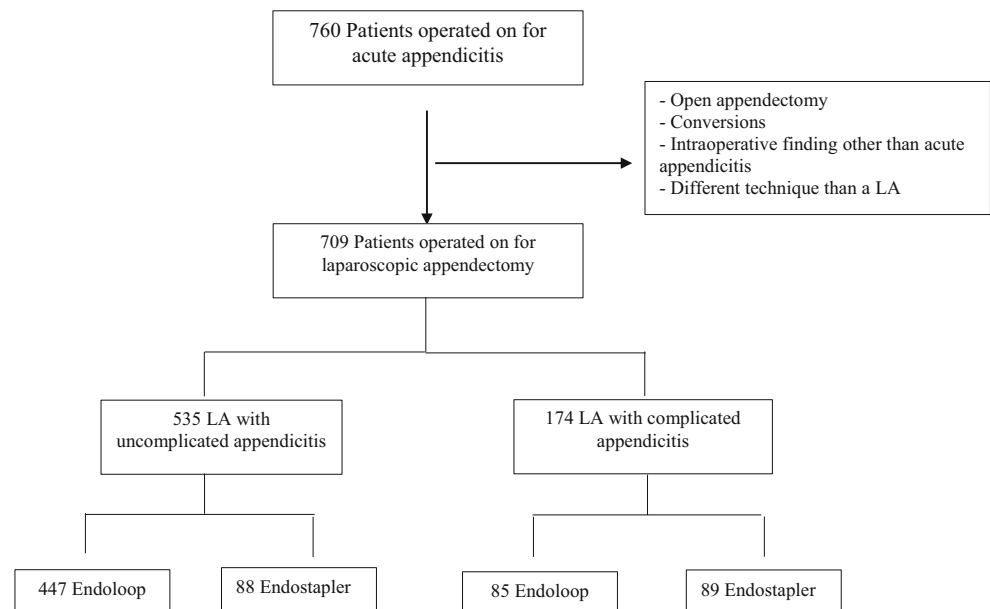 760 Patients operated on for
acute appendicitis
- Open appendectomy
- Conversions
- Intraoperative finding other than acute
appendicitis
- Different technique than a LA
709 Patients operated on for
laparoscopic appendectomy
535 LA with
uncomplicated appendicitis
174 LA with complicated
appendicitis
447 Endoloop
88 Endostapler
85 Endoloop
89 Endostapler